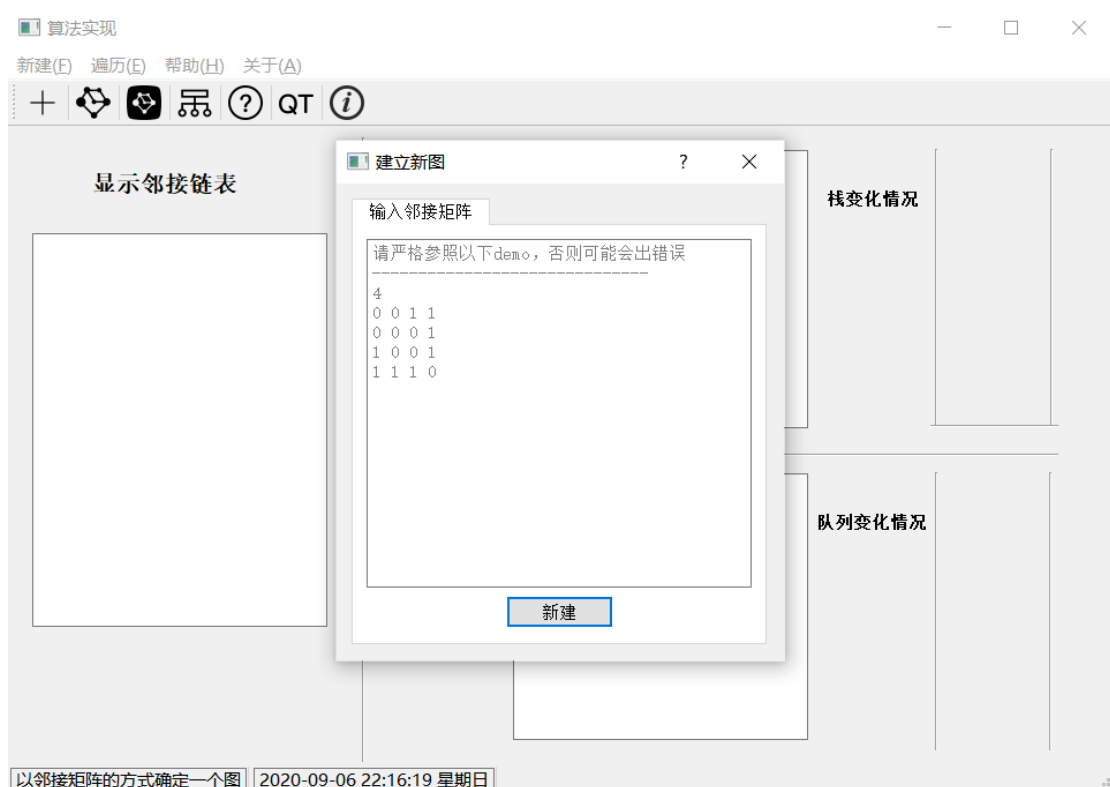 算法实现
新建(F) 遍历(E) 帮助(H) 关于(A)
QT
显示邻接链表
建立新图
输入邻接矩阵
请严格参照以下demo，否则可能会出错误
------------------------------
4
0 0 1 1
0 0 0 1
1 0 0 1
1 1 1 0
新建
栈变化情况
队列变化情况
以邻接矩阵的方式确定一个图 2020-09-06 22:16:19 星期日